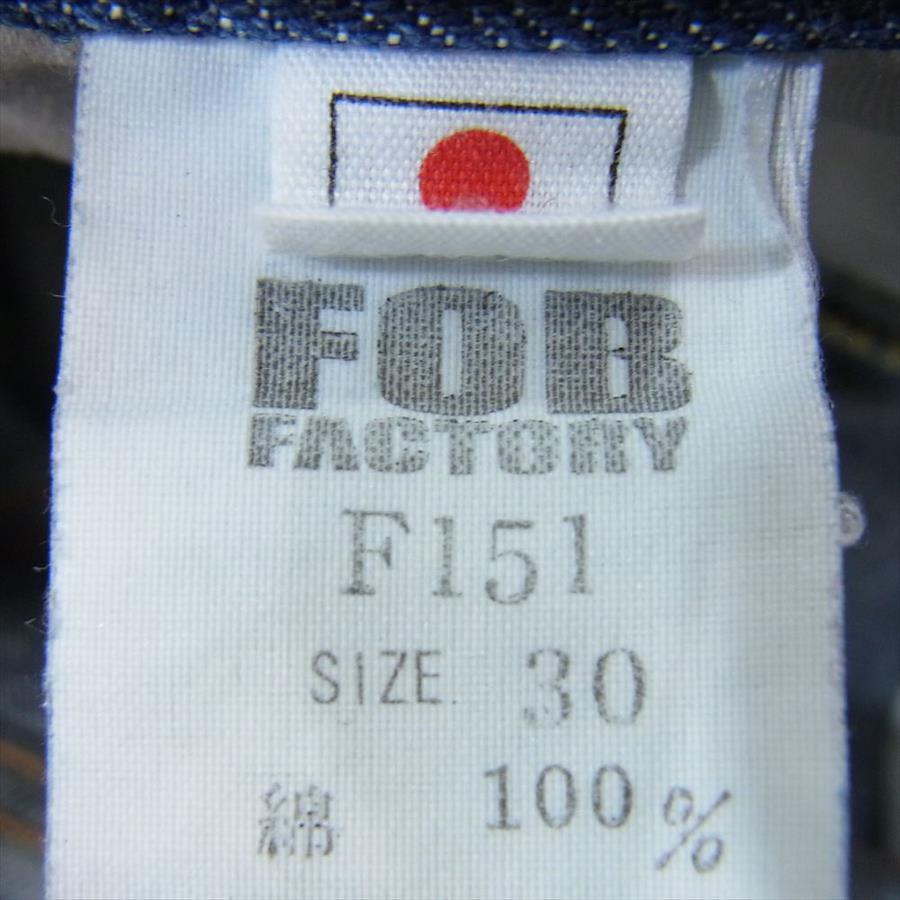 FOB
FACTORY
F151
SIZE. 30
綿 100%